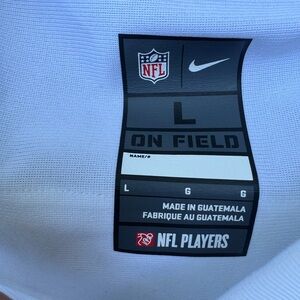 NFL
L
ON FIELD
NAME/#
L G G
MADE IN GUATEMALA
FABRIQUE AU GUATEMALA
NFL PLAYERS